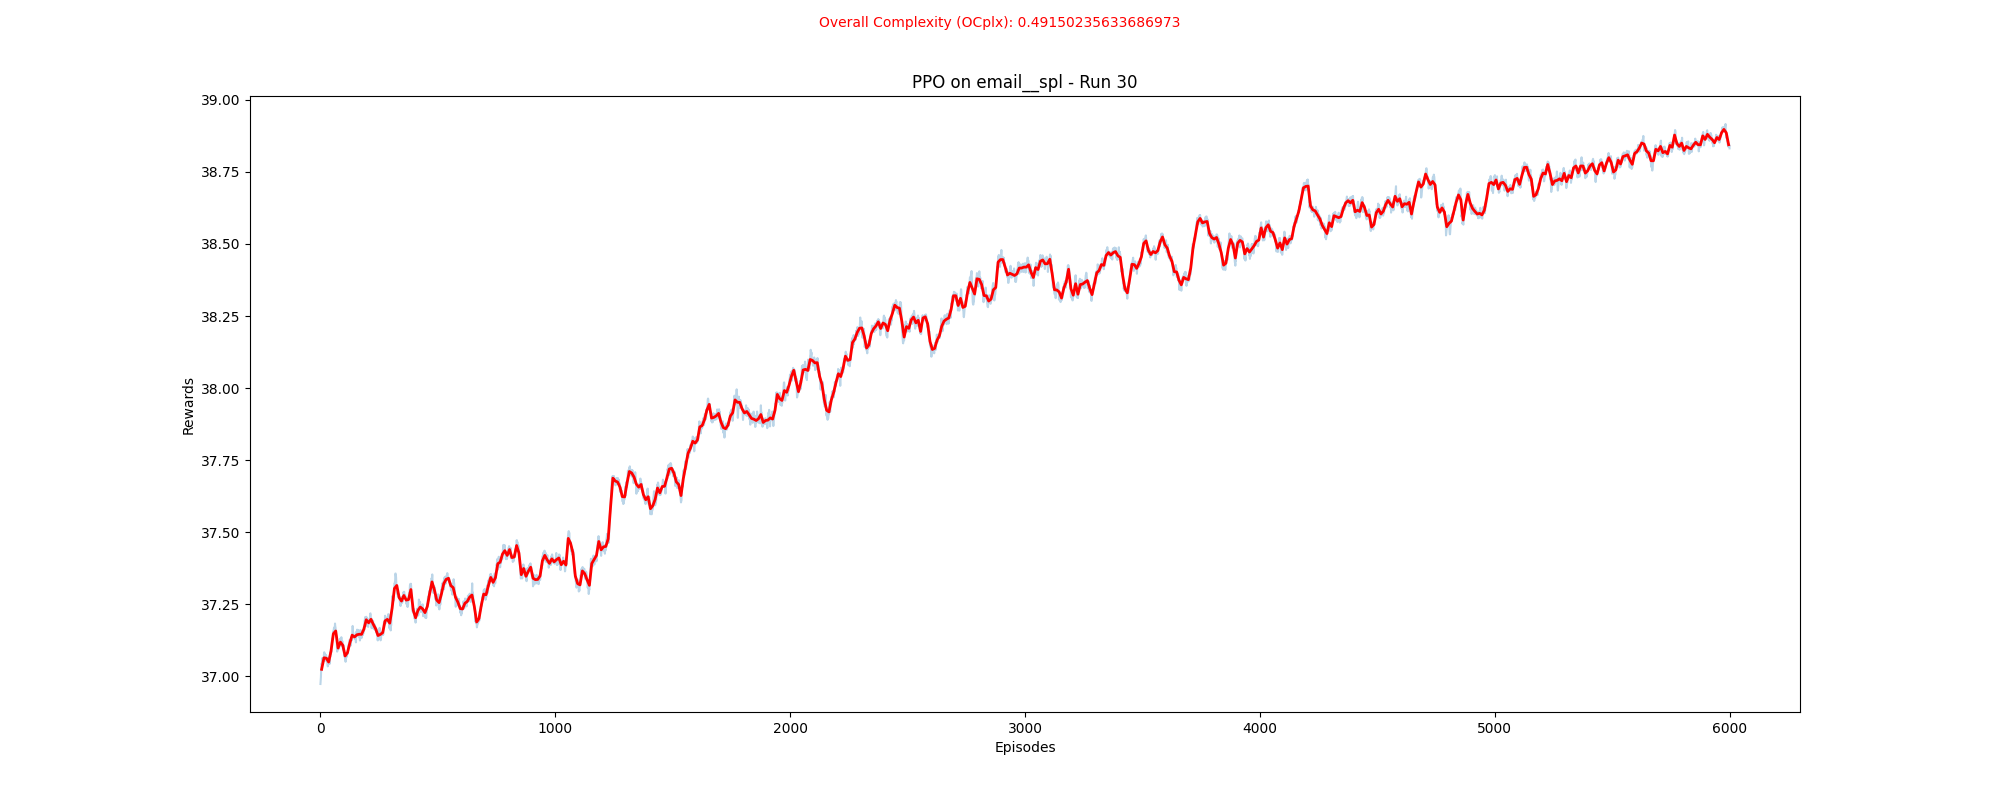 Overall Complexity (OCplx): 0.49150235633686973
PPO on email__spl - Run 30
39.00
38.75
38.50
38.25
38.00
37.75
37.50
37.25
37.00
Rewards
0 1000 2000 3000 4000 5000 6000
Episodes